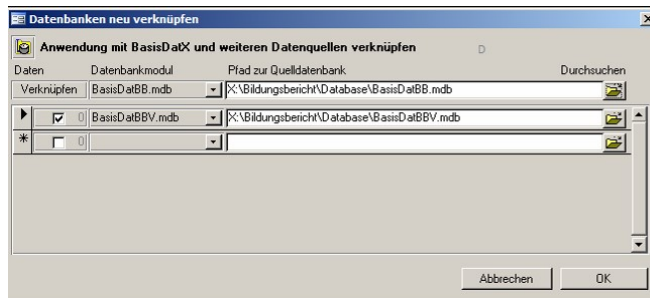 Datenbanken neu verknüpfen
Anwendung mit BasisDatX und weiteren Datenquellen verknüpfen D
Daten Datenbankmodul Pfad zur Quelldatenbank Durchsuchen
Verknüpfen BasisDatBB.mdb X:\Bildungsbericht\Database\BasisDatBB.mdb
0 BasisDatBBV.mdb X:\Bildungsbericht\Database\BasisDatBBV.mdb
* 0
Abbrechen OK